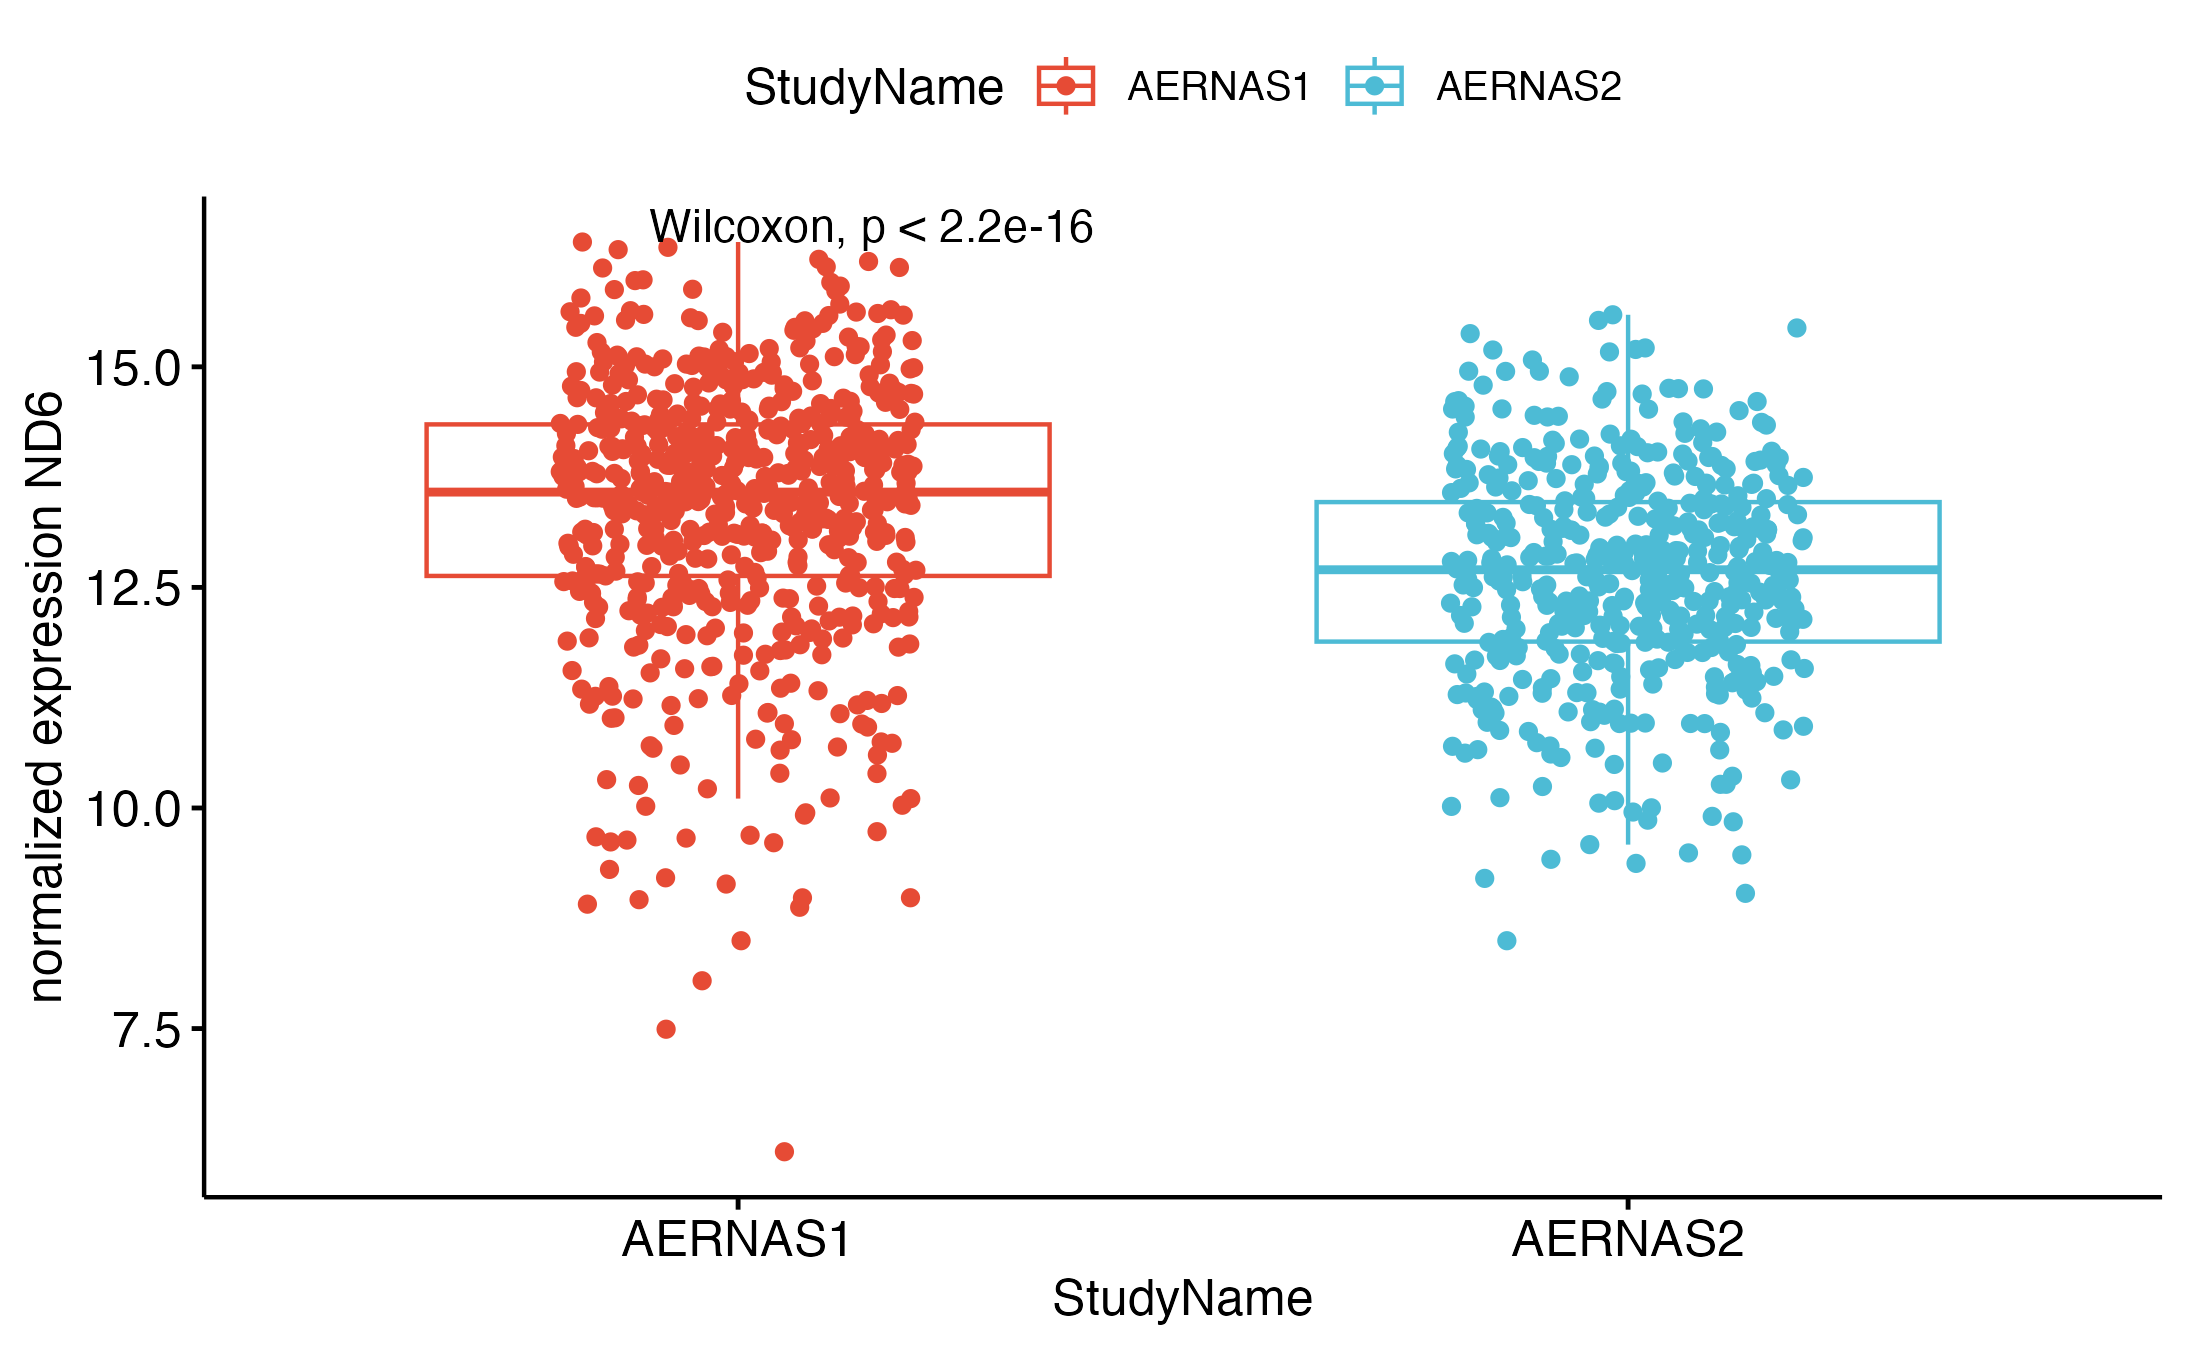 StudyName AERNAS1 AERNAS2
Wilcoxon, p < 2.2e-16
normalized expression ND6
15.0
12.5
10.0
7.5
AERNAS1 AERNAS2
StudyName